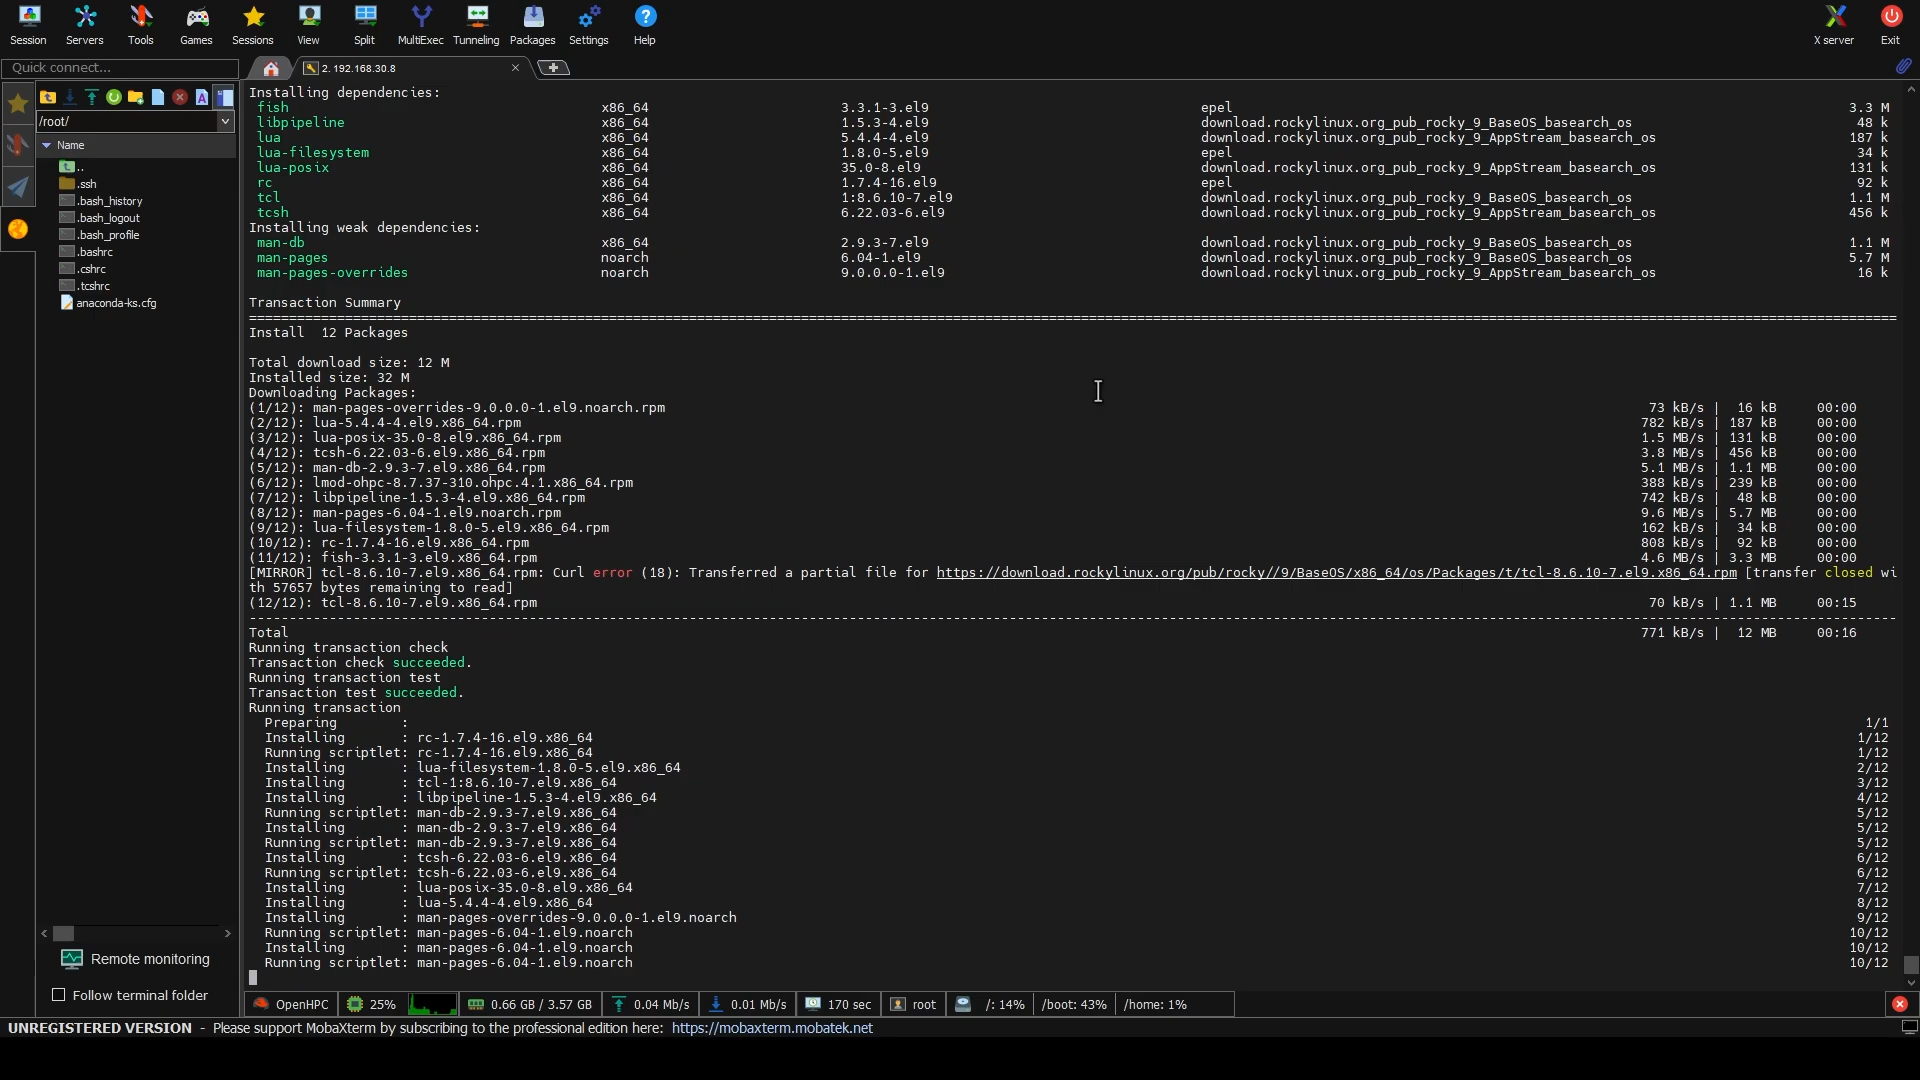 Session Servers Tools Games Sessions View Split MultiExec Tunneling Packages Settings Help X server Exit
Quick connect...
2. 192.168.30.8
/root/
Name
..
.ssh
.bash_history
.bash_logout
.bash_profile
.bashrc
.cshrc
.tcshrc
anaconda-ks.cfg
Remote monitoring
Follow terminal folder
Installing dependencies:
fish x86_64 3.3.1-3.el9 epel 3.3 M
libpipeline x86_64 1.5.3-4.el9 download.rockylinux.org_pub_rocky_9_BaseOS_basearch_os 48 k
lua x86_64 5.4.4-4.el9 download.rockylinux.org_pub_rocky_9_AppStream_basearch_os 187 k
lua-filesystem x86_64 1.8.0-5.el9 epel 34 k
lua-posix x86_64 35.0-8.el9 download.rockylinux.org_pub_rocky_9_AppStream_basearch_os 131 k
rc x86_64 1.7.4-16.el9 epel 92 k
tcl x86_64 1:8.6.10-7.el9 download.rockylinux.org_pub_rocky_9_BaseOS_basearch_os 1.1 M
tcsh x86_64 6.22.03-6.el9 download.rockylinux.org_pub_rocky_9_AppStream_basearch_os 456 k
Installing weak dependencies:
man-db x86_64 2.9.3-7.el9 download.rockylinux.org_pub_rocky_9_BaseOS_basearch_os 1.1 M
man-pages noarch 6.04-1.el9 download.rockylinux.org_pub_rocky_9_BaseOS_basearch_os 5.7 M
man-pages-overrides noarch 9.0.0.0-1.el9 download.rockylinux.org_pub_rocky_9_AppStream_basearch_os 16 k
Transaction Summary
Install 12 Packages
Total download size: 12 M
Installed size: 32 M
Downloading Packages:
(1/12): man-pages-overrides-9.0.0.0-1.el9.noarch.rpm 73 kB/s | 16 kB 00:00
(2/12): lua-5.4.4-4.el9.x86_64.rpm 782 kB/s | 187 kB 00:00
(3/12): lua-posix-35.0-8.el9.x86_64.rpm 1.5 MB/s | 131 kB 00:00
(4/12): tcsh-6.22.03-6.el9.x86_64.rpm 3.8 MB/s | 456 kB 00:00
(5/12): man-db-2.9.3-7.el9.x86_64.rpm 5.1 MB/s | 1.1 MB 00:00
(6/12): lmod-ohpc-8.7.37-310.ohpc.4.1.x86_64.rpm 388 kB/s | 239 kB 00:00
(7/12): libpipeline-1.5.3-4.el9.x86_64.rpm 742 kB/s | 48 kB 00:00
(8/12): man-pages-6.04-1.el9.noarch.rpm 9.6 MB/s | 5.7 MB 00:00
(9/12): lua-filesystem-1.8.0-5.el9.x86_64.rpm 162 kB/s | 34 kB 00:00
(10/12): rc-1.7.4-16.el9.x86_64.rpm 808 kB/s | 92 kB 00:00
(11/12): fish-3.3.1-3.el9.x86_64.rpm 4.6 MB/s | 3.3 MB 00:00
[MIRROR] tcl-8.6.10-7.el9.x86_64.rpm: Curl error (18): Transferred a partial file for https://download.rockylinux.org/pub/rocky//9/BaseOS/x86_64/os/Packages/t/tcl-8.6.10-7.el9.x86_64.rpm [transfer closed wi
th 57657 bytes remaining to read]
(12/12): tcl-8.6.10-7.el9.x86_64.rpm 70 kB/s | 1.1 MB 00:15
Total 771 kB/s | 12 MB 00:16
Running transaction check
Transaction check succeeded.
Running transaction test
Transaction test succeeded.
Running transaction
Preparing : 1/1
Installing : rc-1.7.4-16.el9.x86_64 1/12
Running scriptlet: rc-1.7.4-16.el9.x86_64 1/12
Installing : lua-filesystem-1.8.0-5.el9.x86_64 2/12
Installing : tcl-1:8.6.10-7.el9.x86_64 3/12
Installing : libpipeline-1.5.3-4.el9.x86_64 4/12
Running scriptlet: man-db-2.9.3-7.el9.x86_64 5/12
Installing : man-db-2.9.3-7.el9.x86_64 5/12
Running scriptlet: man-db-2.9.3-7.el9.x86_64 5/12
Installing : tcsh-6.22.03-6.el9.x86_64 6/12
Running scriptlet: tcsh-6.22.03-6.el9.x86_64 6/12
Installing : lua-posix-35.0-8.el9.x86_64 7/12
Installing : lua-5.4.4-4.el9.x86_64 8/12
Installing : man-pages-overrides-9.0.0.0-1.el9.noarch 9/12
Running scriptlet: man-pages-6.04-1.el9.noarch 10/12
Installing : man-pages-6.04-1.el9.noarch 10/12
Running scriptlet: man-pages-6.04-1.el9.noarch 10/12
OpenHPC 25% 0.66 GB / 3.57 GB 0.04 Mb/s 0.01 Mb/s 170 sec root /: 14% /boot: 43% /home: 1%
UNREGISTERED VERSION - Please support MobaXterm by subscribing to the professional edition here: https://mobaxterm.mobatek.net